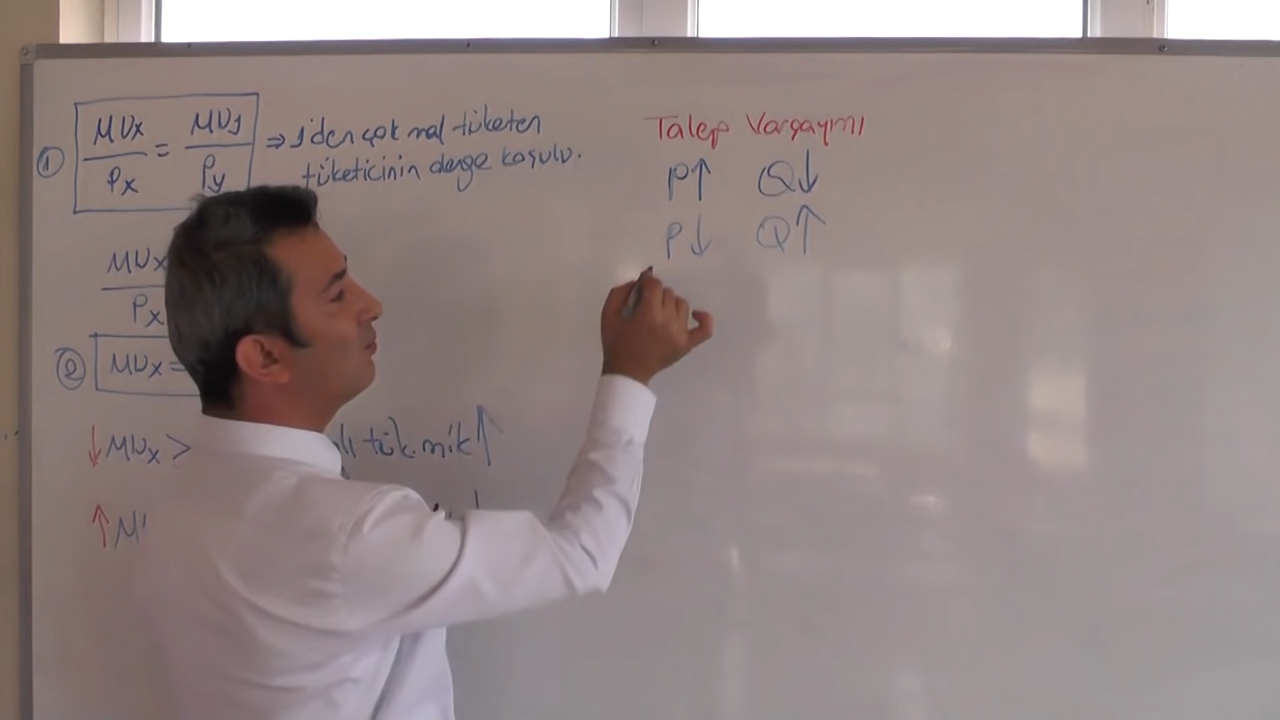 ① MUx/Px = MUy/Py ⇒ 1'den çok mal tüketen
tüketicinin denge koşulu.
MUx
Px
② MUx =
↓ MUx > tük. mik ↑
↑ M
Talep Varsayımı
P↑ Q↓
P↓ Q↑